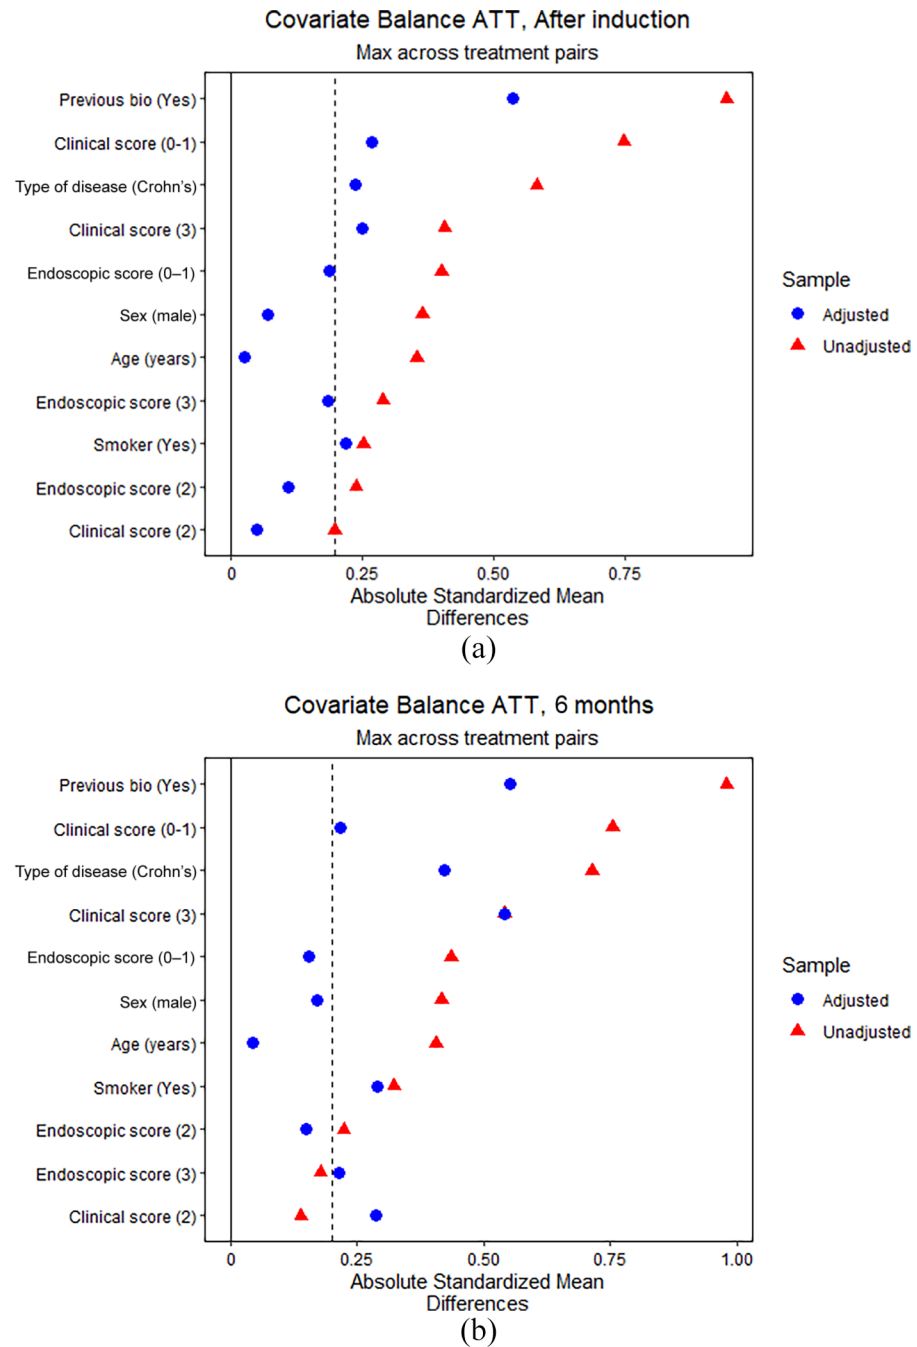 Covariate Balance ATT, After induction
Max across treatment pairs
Previous bio (Yes)
Clinical score (0-1)
Type of disease (Crohn's)
Clinical score (3)
Endoscopic score (0–1)
Sex (male)
Age (years)
Endoscopic score (3)
Smoker (Yes)
Endoscopic score (2)
Clinical score (2)
0 0.25 0.50 0.75
Absolute Standardized Mean
Differences
Sample
Adjusted
Unadjusted
(a)
Covariate Balance ATT, 6 months
Max across treatment pairs
Previous bio (Yes)
Clinical score (0-1)
Type of disease (Crohn's)
Clinical score (3)
Endoscopic score (0–1)
Sex (male)
Age (years)
Smoker (Yes)
Endoscopic score (2)
Endoscopic score (3)
Clinical score (2)
0 0.25 0.50 0.75 1.00
Absolute Standardized Mean
Differences
Sample
Adjusted
Unadjusted
(b)